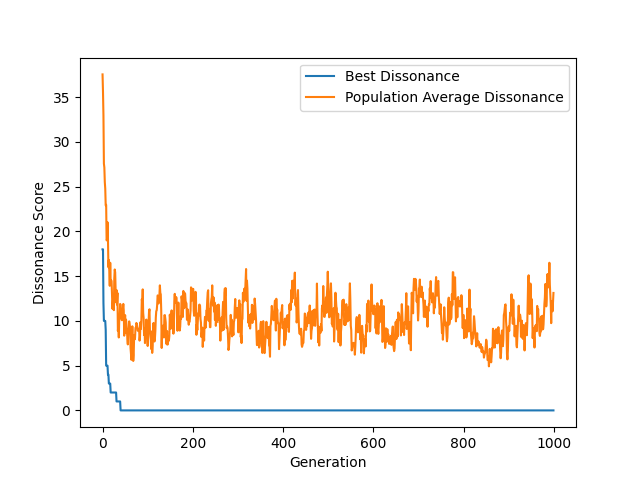 Best Dissonance
Population Average Dissonance
Dissonance Score
35
30
25
20
15
10
5
0
0 200 400 600 800 1000
Generation